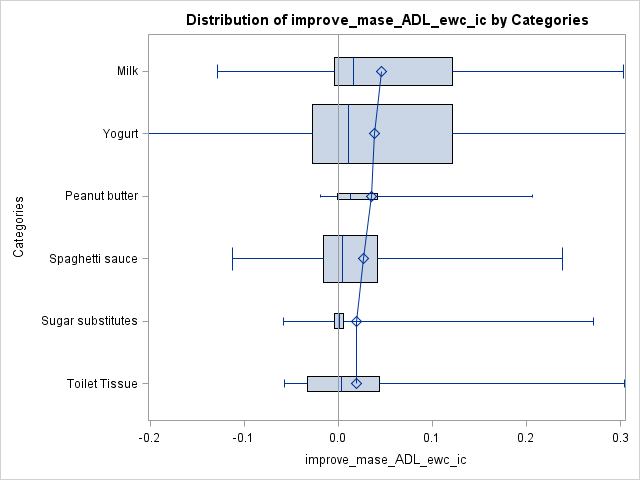 Distribution of improve_mase_ADL_ewc_ic by Categories
Milk
Yogurt
Peanut butter
Spaghetti sauce
Sugar substitutes
Toilet Tissue
Categories
-0.2 -0.1 0.0 0.1 0.2 0.3
improve_mase_ADL_ewc_ic